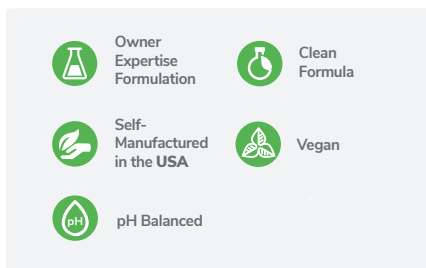 Owner
Expertise
Formulation
Clean
Formula
Self-
Manufactured
in the USA
Vegan
pH
pH Balanced